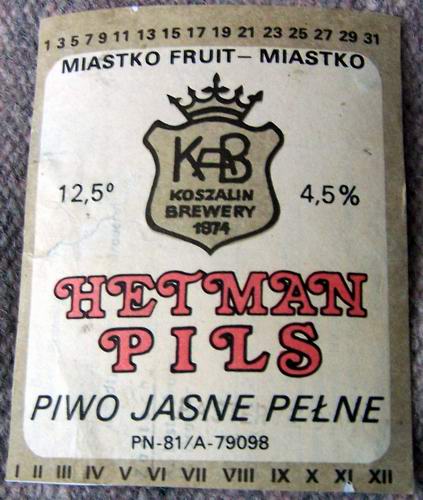 1 3 5 7 9 11 13 15 17 19 21 23 25 27 29 31
MIASTKO FRUIT – MIASTKO
KAB
12,5° KOSZALIN 4,5%
BREWERY
1874
HETMAN
PILS
PIWO JASNE PEŁNE
PN-81/A-79098
I II III IV V VI VII VIII IX X XI XII